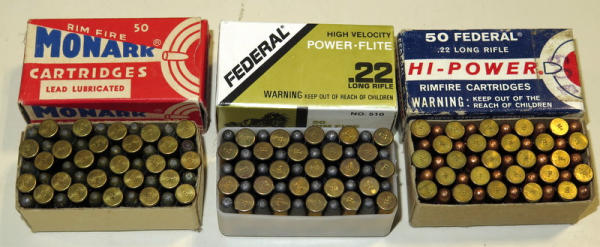 RIM FIRE 50
MONARK
CARTRIDGES
LEAD LUBRICATED
MONARK
FEDERAL
HIGH VELOCITY
POWER-FLITE
.22
LONG RIFLE
WARNING KEEP OUT OF REACH OF CHILDREN
NO. 510
50
50 FEDERAL
.22 LONG RIFLE
HI-POWER
RIMFIRE CARTRIDGES
WARNING - KEEP OUT OF THE
REACH OF CHILDREN